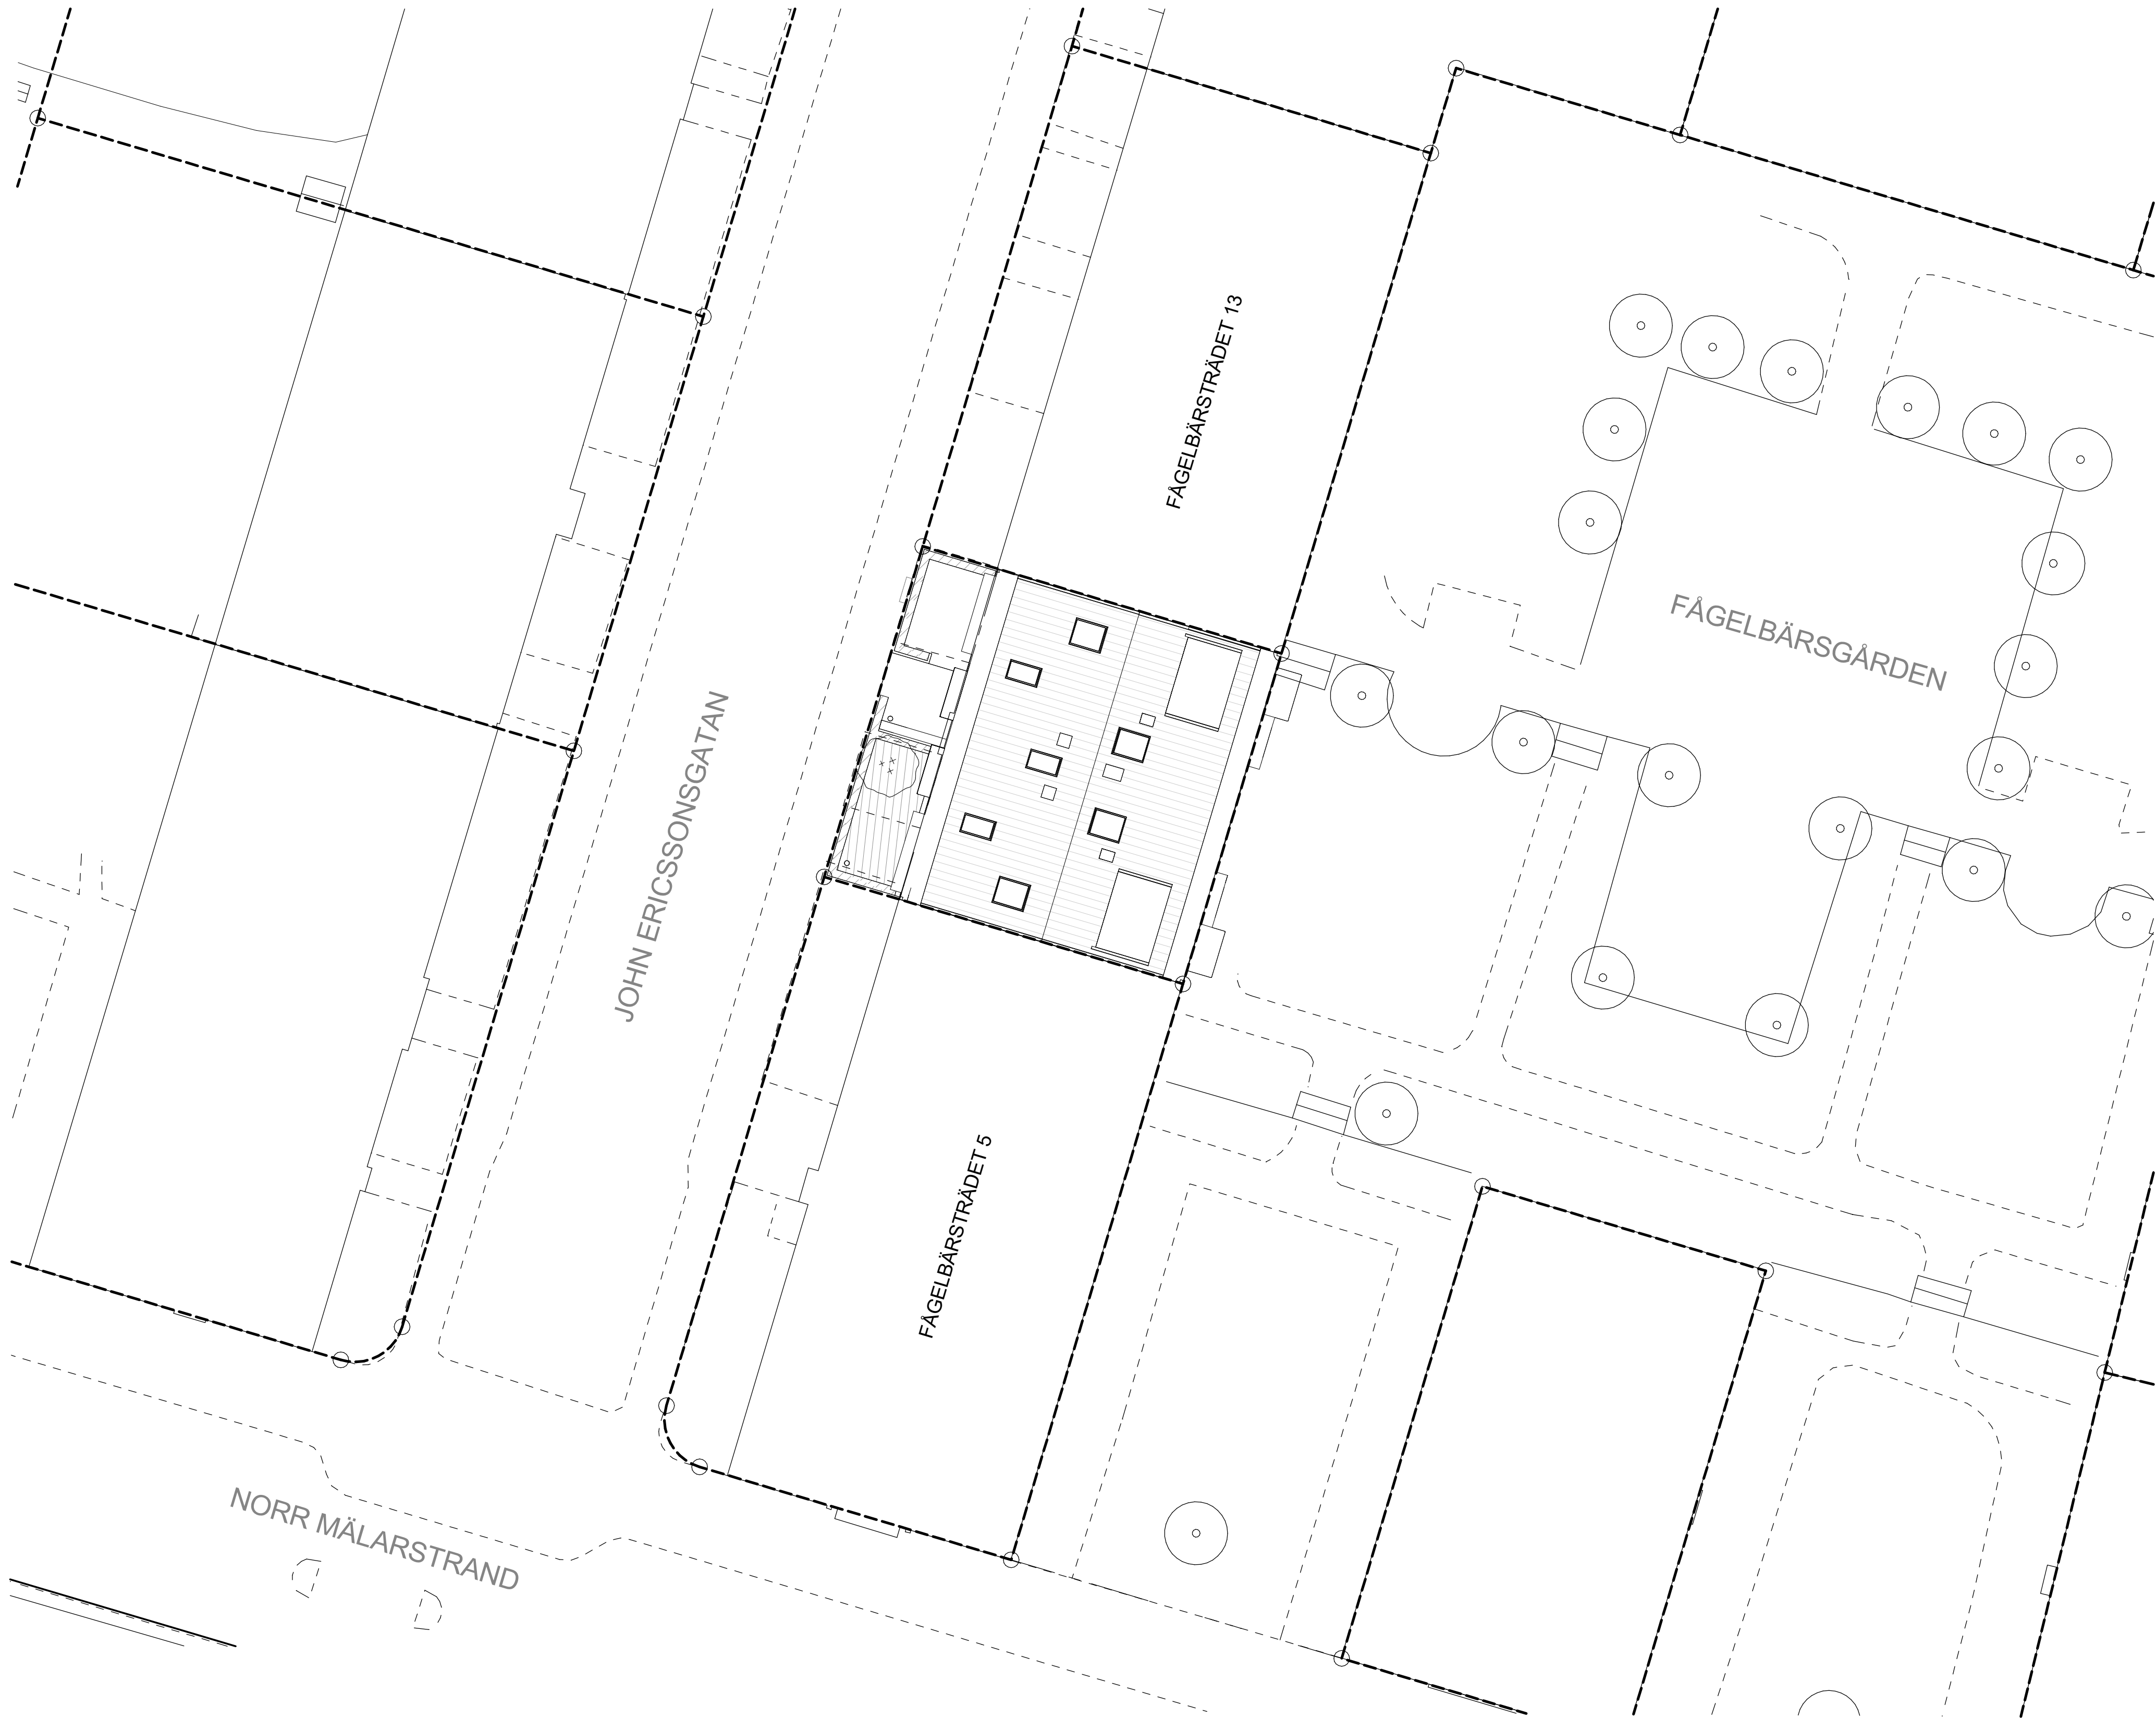 FÅGELBÄRSTRÄDET 13
FÅGELBÄRSGÅRDEN
JOHN ERICSSONSGATAN
FÅGELBÄRSTRÄDET 5
NORR MÄLARSTRAND